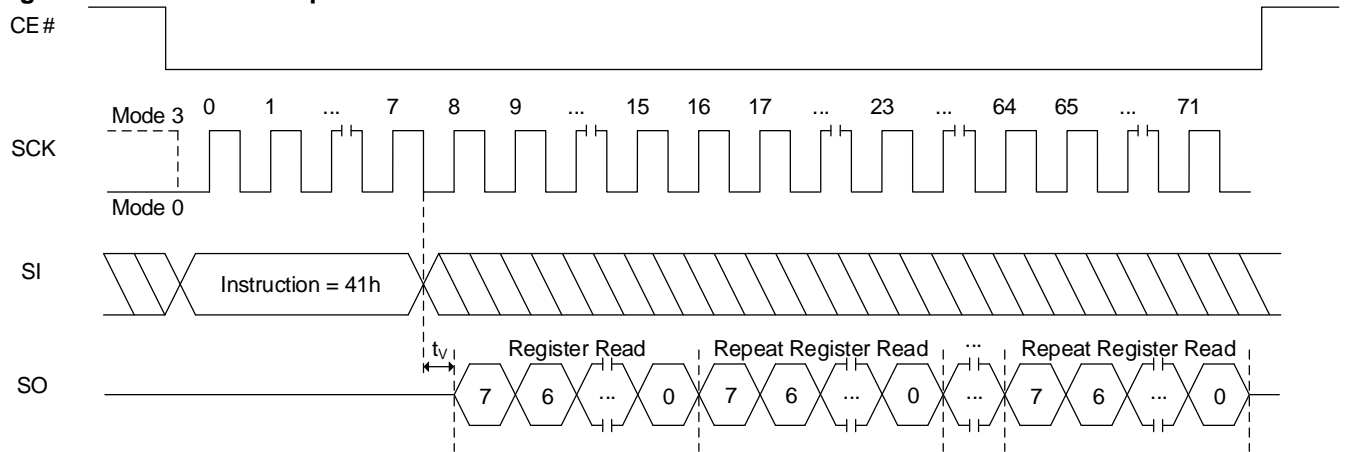 CE#
Mode 3 0 1 ... 7 8 9 ... 15 16 17 ... 23 ... 64 65 ... 71
SCK
Mode 0
SI
Instruction = 41h
tV Register Read Repeat Register Read ... Repeat Register Read
SO
7 6 ... 0 7 6 ... 0 ... 7 6 ... 0